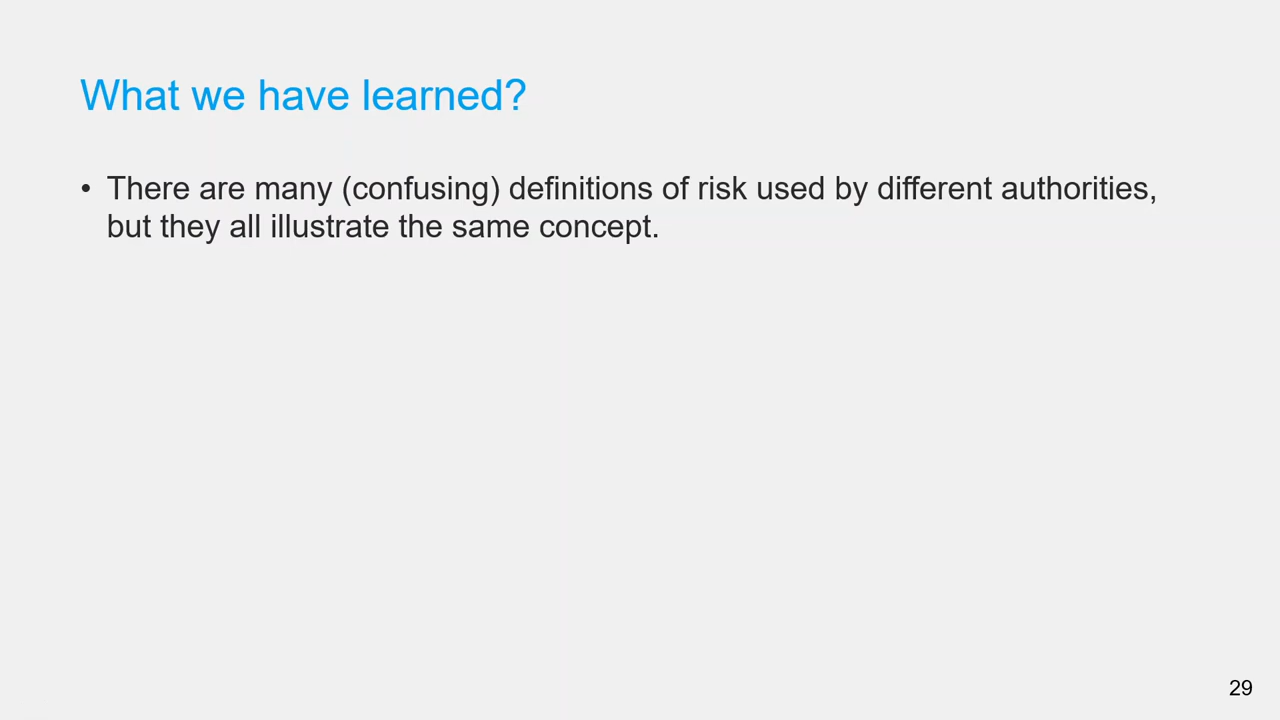 What we have learned?
• There are many (confusing) definitions of risk used by different authorities,
but they all illustrate the same concept.
29